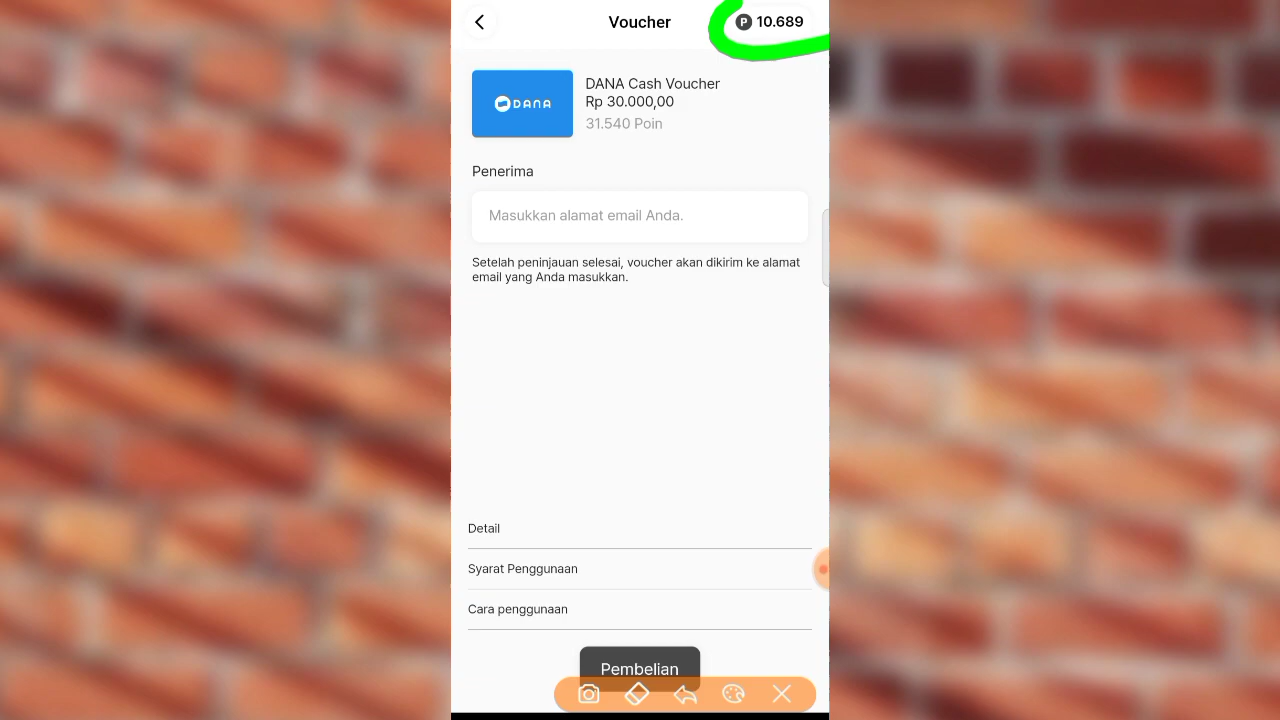 Voucher
P 10.689
DANA
DANA Cash Voucher
Rp 30.000,00
31.540 Poin
Penerima
Masukkan alamat email Anda.
Setelah peninjauan selesai, voucher akan dikirim ke alamat
email yang Anda masukkan.
Detail
Syarat Penggunaan
Cara penggunaan
Pembelian